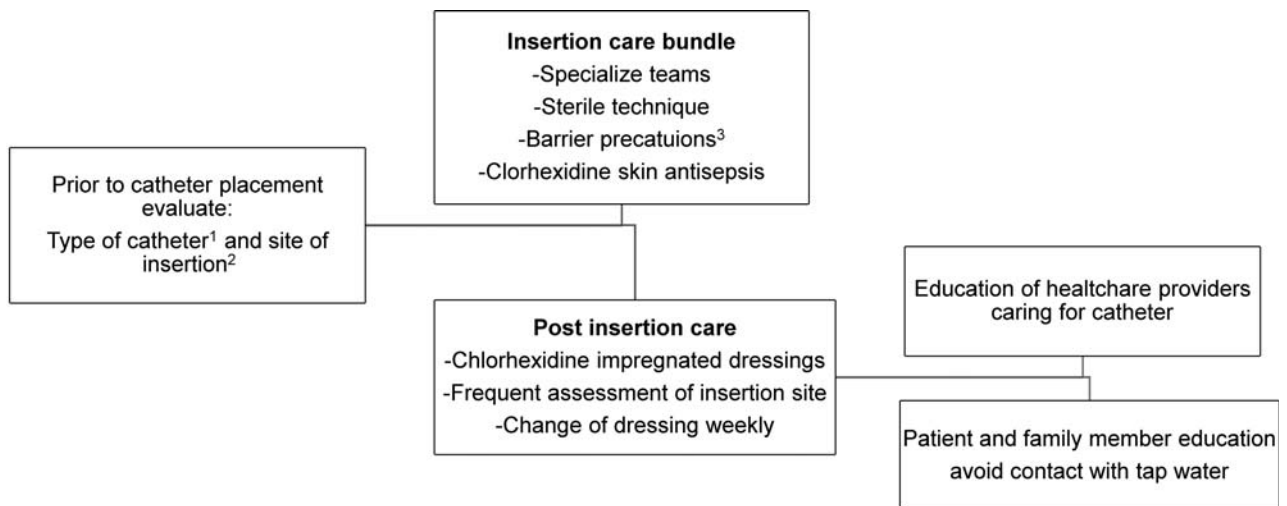 Insertion care bundle
-Specialize teams
-Sterile technique
-Barrier precatuions³
-Clorhexidine skin antisepsis
Prior to catheter placement
evaluate:
Type of catheter¹ and site of
insertion²
Post insertion care
-Chlorhexidine impregnated dressings
-Frequent assessment of insertion site
-Change of dressing weekly
Education of healtchare providers
caring for catheter
Patient and family member education
avoid contact with tap water